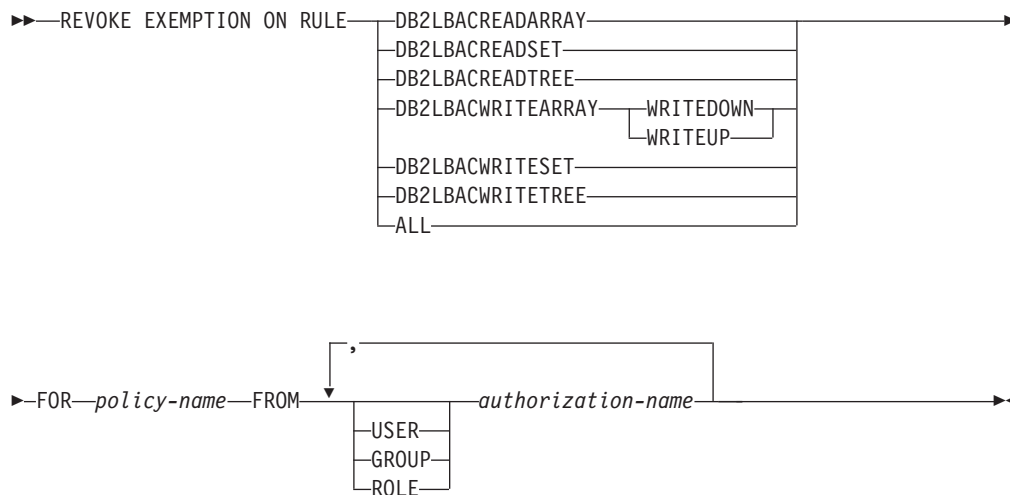 REVOKE EXEMPTION ON RULE DB2LBACREADARRAY
DB2LBACREADSET
DB2LBACREADTREE
DB2LBACWRITEARRAY WRITEDOWN
WRITEUP
DB2LBACWRITESET
DB2LBACWRITETREE
ALL
,
FOR policy-name FROM authorization-name
USER
GROUP
ROLE